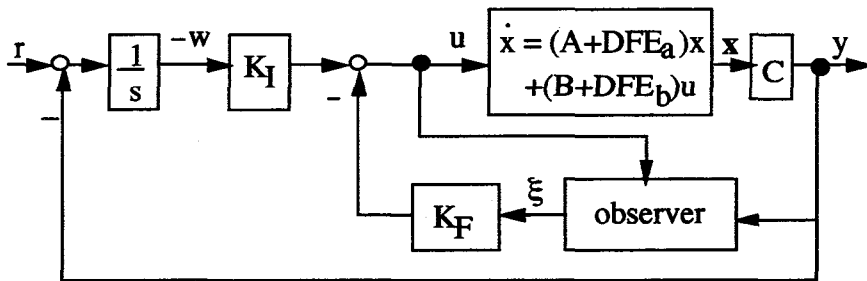 r
−
1
s
−w
K_I
−
u
ẋ = (A+DFE_a)x
+(B+DFE_b)u
x
C
y
K_F
ξ
observer